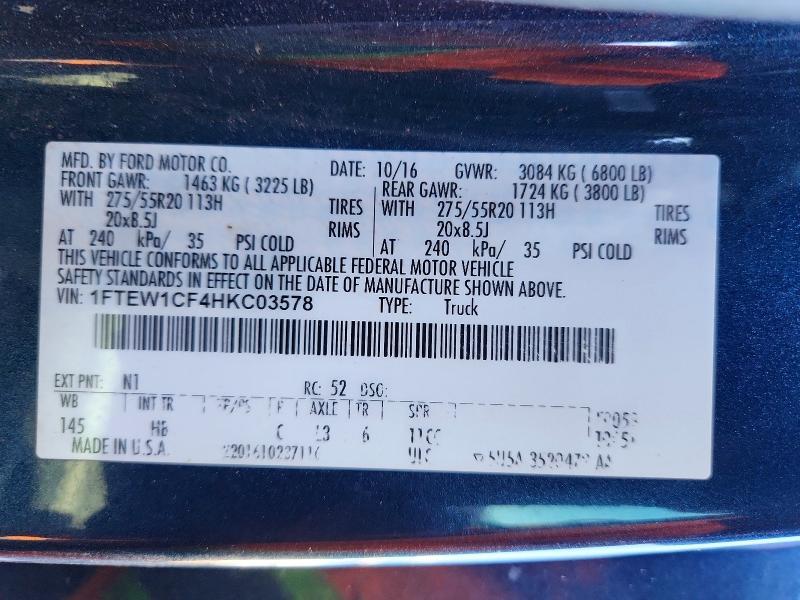 MFD. BY FORD MOTOR CO. DATE: 10/16 GVWR: 3084 KG ( 6800 LB)
FRONT GAWR: 1463 KG ( 3225 LB) REAR GAWR: 1724 KG ( 3800 LB)
WITH 275/55R20 113H TIRES WITH 275/55R20 113H TIRES
20x8.5J RIMS 20x8.5J RIMS
AT 240 kPa/ 35 PSI COLD AT 240 kPa/ 35 PSI COLD
THIS VEHICLE CONFORMS TO ALL APPLICABLE FEDERAL MOTOR VEHICLE
SAFETY STANDARDS IN EFFECT ON THE DATE OF MANUFACTURE SHOWN ABOVE.
VIN: 1FTEW1CF4HKC03578 TYPE: Truck
EXT PNT: N1 RC: 52 DSO:
WB INT TR TP/PS R AXLE TR SPR
145 HB 6
MADE IN U.S.A.